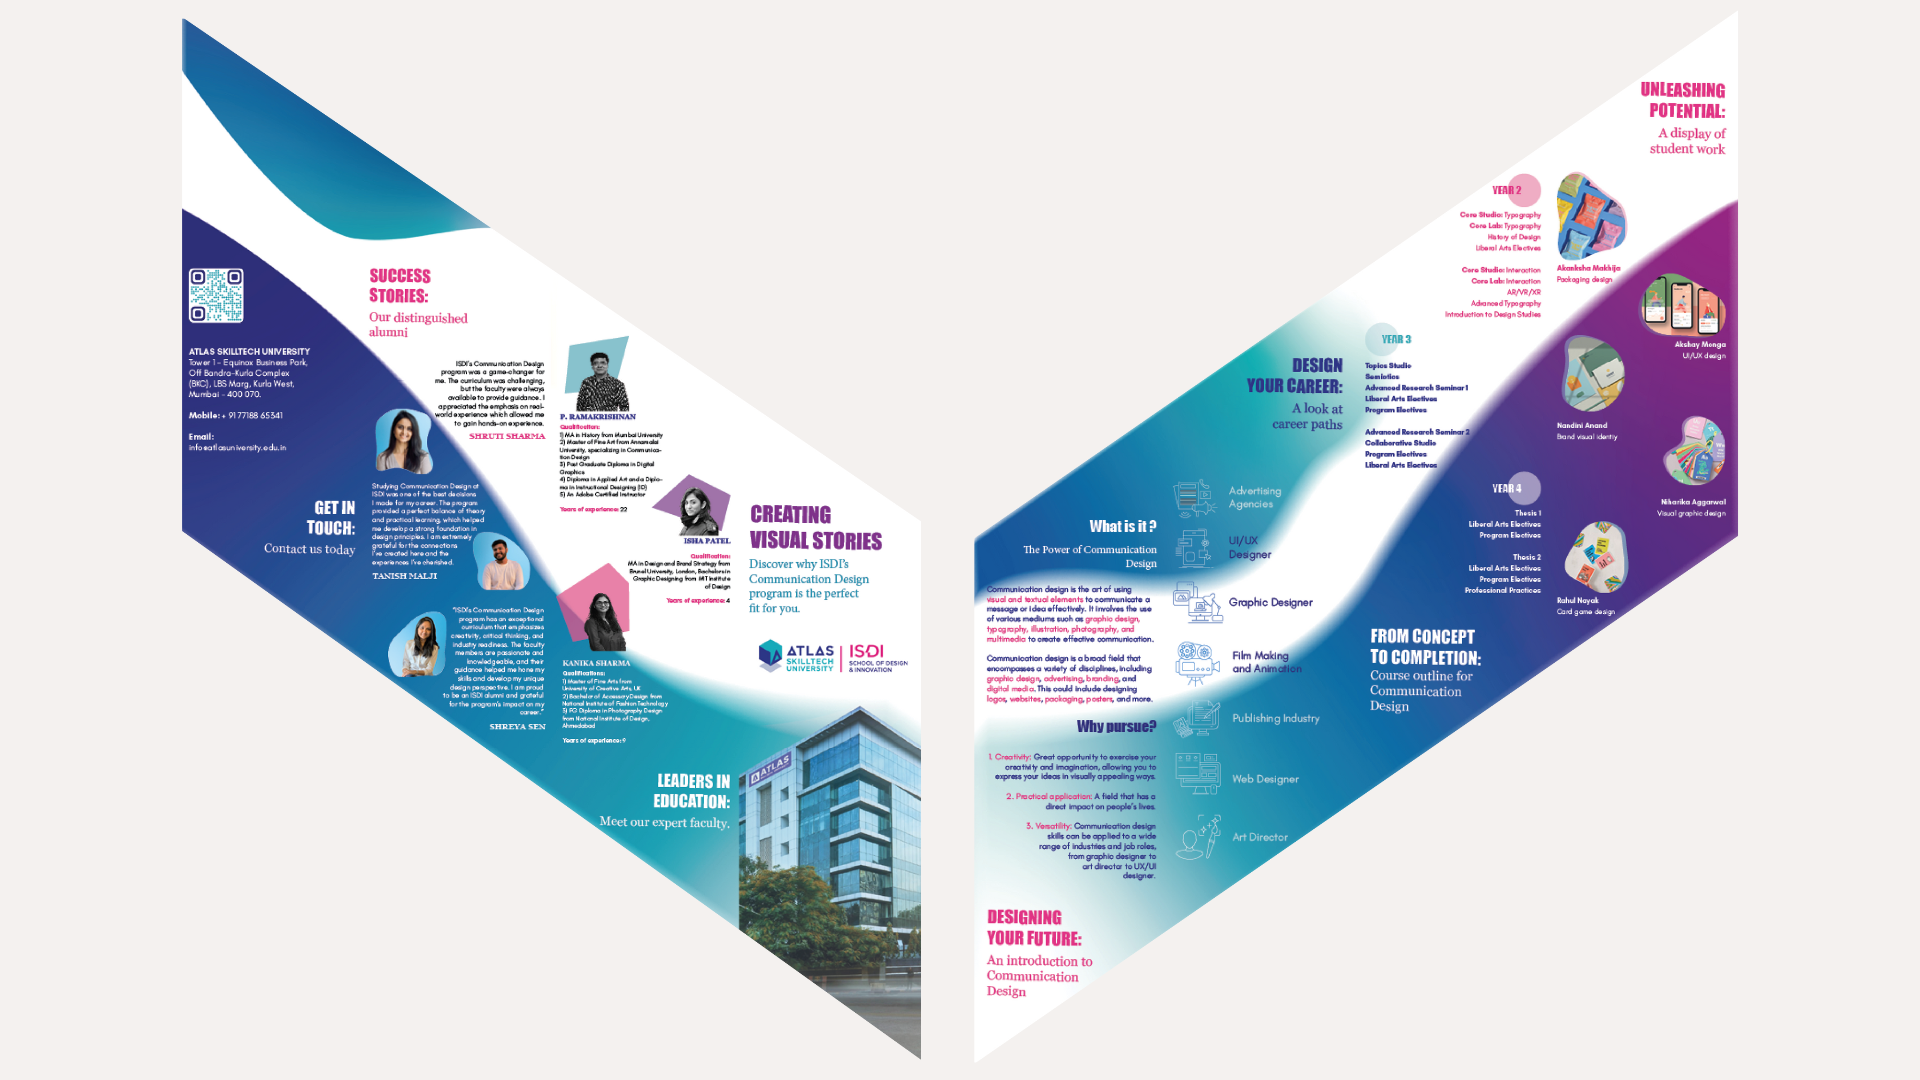 ATLAS SKILLTECH UNIVERSITY
Tower 1 - Equinox Business Park,
Off Bandra-Kurla Complex
(BKC), LBS Marg, Kurla West,
Mumbai - 400 070.
Mobile: + 91 77188 65341
Email:
info@atlasuniversity.edu.in
GET IN
TOUCH:
Contact us today
SUCCESS
STORIES:
Our distinguished
alumni
ISDI's Communication Design
program was a game-changer for
me. The curriculum was challenging,
but the faculty were always
available to provide guidance. I
appreciated the emphasis on real-
world experience which allowed me
to gain hands-on experience.
SHRUTI SHARMA
Studying Communication Design at
ISDI was one of the best decisions
I made for my career. The program
provided a perfect balance of theory
and practical learning, which helped
me develop a strong foundation in
design principles. I am extremely
grateful for the connections
I've created here and the
experiences I've cherished.
TANISH MALJI
"ISDI's Communication Design
program has an exceptional
curriculum that emphasizes
creativity, critical thinking, and
industry readiness. The faculty
members are passionate and
knowledgeable, and their
guidance helped me hone my
skills and develop my unique
design perspective. I am proud
to be an ISDI alumni and grateful
for the program's impact on my
career."
SHREYA SEN
P. RAMAKRISHNAN
Qualification:
1) MA in History from Mumbai University
2) Master of Fine Art from Annamalai
University, specializing in Communica-
tion Design
3) Post Graduate Diploma in Digital
Graphics
4) Diploma in Applied Art and a Diplo-
ma in Instructional Designing (ID)
5) An Adobe Certified Instructor
Years of experience: 22
ISHA PATEL
Qualification:
MA in Design and Brand Strategy from
Brunel University, London, Bachelors in
Graphic Designing from MIT Institute
of Design
Years of experience: 4
KANIKA SHARMA
Qualifications:
1) Master of Fine Arts from
University of Creative Arts, UK
2) Bachelor of Accessory Design from
National Institute of Fashion Technology
3) PG Diploma in Photography Design
from National Institute of Design,
Ahmedabad
Years of experience: 9
LEADERS IN
EDUCATION:
Meet our expert faculty.
CREATING
VISUAL STORIES
Discover why ISDI's
Communication Design
program is the perfect
fit for you.
ATLAS
SKILLTECH
UNIVERSITY
ISDI
SCHOOL OF DESIGN
& INNOVATION
ATLAS
What is it ?
The Power of Communication
Design
Communication design is the art of using
visual and textual elements to communicate a
message or idea effectively. It involves the use
of various mediums such as graphic design,
typography, illustration, photography, and
multimedia to create effective communication.
Communication design is a broad field that
encompasses a variety of disciplines, including
graphic design, advertising, branding, and
digital media. This could include designing
logos, websites, packaging, posters, and more.
Why pursue?
1. Creativity: Great opportunity to exercise your
creativity and imagination, allowing you to
express your ideas in visually appealing ways.
2. Practical application: A field that has a
direct impact on people's lives.
3. Versatility: Communication design
skills can be applied to a wide
range of industries and job roles,
from graphic designer to
art director to UX/UI
designer.
DESIGNING
YOUR FUTURE:
An introduction to
Communication
Design
DESIGN
YOUR CAREER:
A look at
career paths
Advertising
Agencies
UI/UX
Designer
Graphic Designer
Film Making
and Animation
Publishing Industry
Web Designer
Art Director
YEAR 2
Core Studio: Typography
Core Lab: Typography
History of Design
Liberal Arts Electives
Core Studio: Interaction
Core Lab: Interaction
AR/VR/XR
Advanced Typography
Introduction to Design Studies
YEAR 3
Topics Studio
Semiotics
Advanced Research Seminar 1
Liberal Arts Electives
Program Electives
Advanced Research Seminar 2
Collaborative Studio
Program Electives
Liberal Arts Electives
YEAR 4
Thesis 1
Liberal Arts Electives
Program Electives
Thesis 2
Liberal Arts Electives
Program Electives
Professional Practices
FROM CONCEPT
TO COMPLETION:
Course outline for
Communication
Design
UNLEASHING
POTENTIAL:
A display of
student work
Akanksha Makhija
Packaging design
Akshay Monga
UI/UX design
Nandini Anand
Brand visual identiy
Niharika Aggarwal
Visual graphic design
Rahul Nayak
Card game design